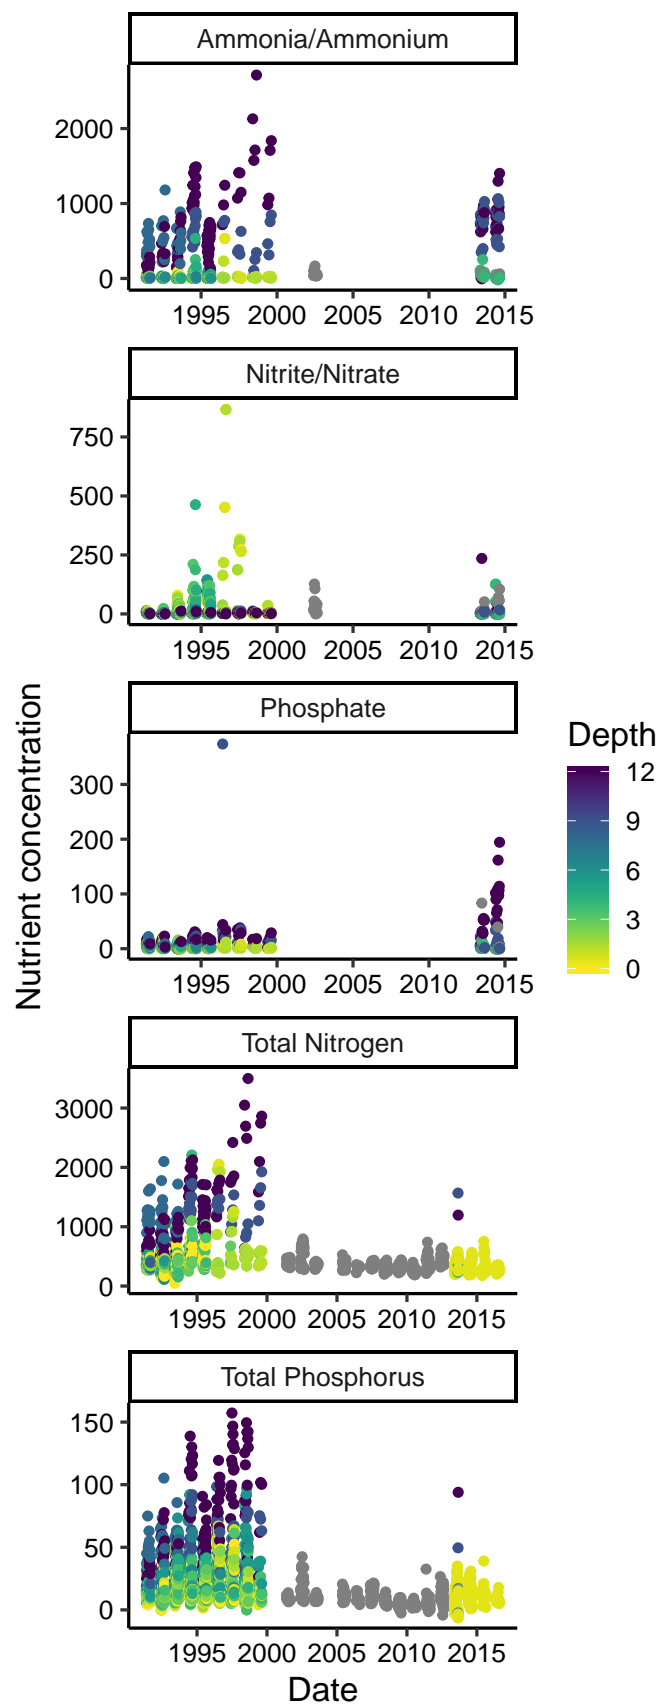 Ammonia/Ammonium
2000
1000
0
1995 2000 2005 2010 2015
Nitrite/Nitrate
750
500
250
0
1995 2000 2005 2010 2015
Phosphate
300
200
100
0
1995 2000 2005 2010 2015
Total Nitrogen
3000
2000
1000
0
1995 2000 2005 2010 2015
Total Phosphorus
150
100
50
0
1995 2000 2005 2010 2015
Date
Nutrient concentration
Depth
12
9
6
3
0